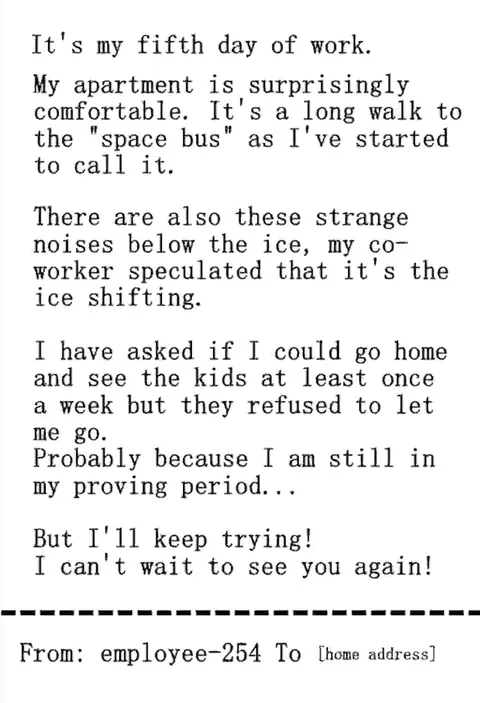 It's my fifth day of work.
My apartment is surprisingly
comfortable. It's a long walk to
the "space bus" as I've started
to call it.
There are also these strange
noises below the ice, my co-
worker speculated that it's the
ice shifting.
I have asked if I could go home
and see the kids at least once
a week but they refused to let
me go.
Probably because I am still in
my proving period...
But I'll keep trying!
I can't wait to see you again!
From: employee-254 To [home address]